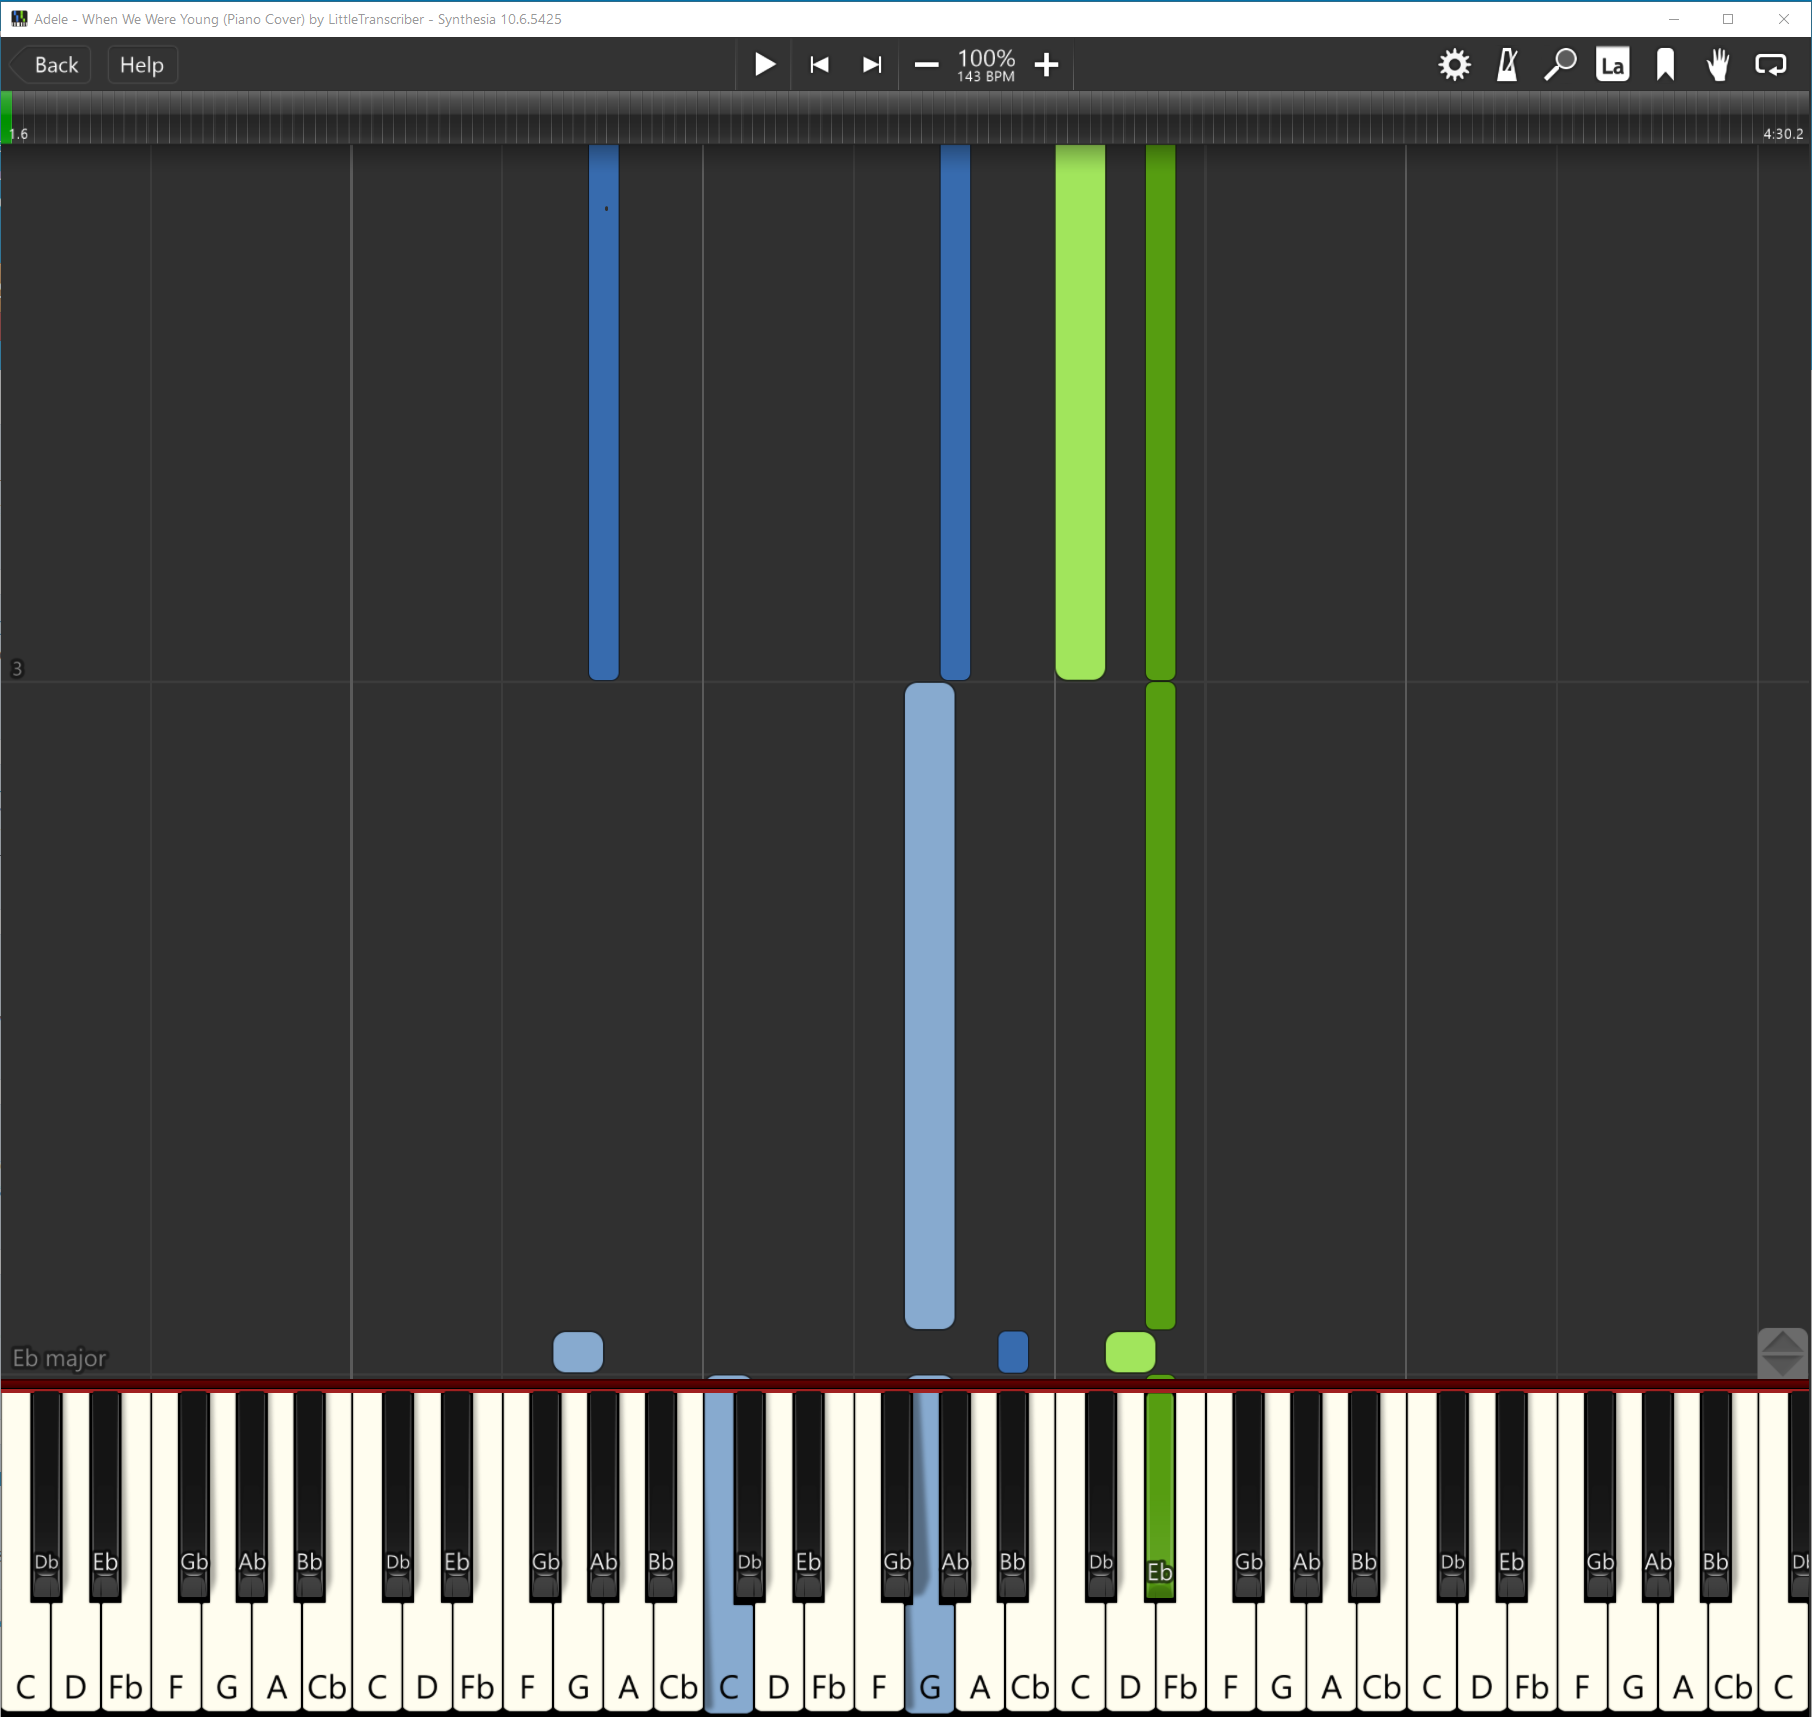 Adele - When We Were Young (Piano Cover) by LittleTranscriber - Synthesia 10.6.5425
Back Help 100% La
143 BPM
1.6 4:30.2
3
Eb major
Db Eb Gb Ab Bb Db Eb Gb Ab Bb Db Eb Gb Ab Bb Db Eb Gb Ab Bb Db Eb Gb Ab Bb
C D Fb F G A Cb C D Fb F G A Cb C D Fb F G A Cb C D Fb F G A Cb C D Fb F G A Cb C